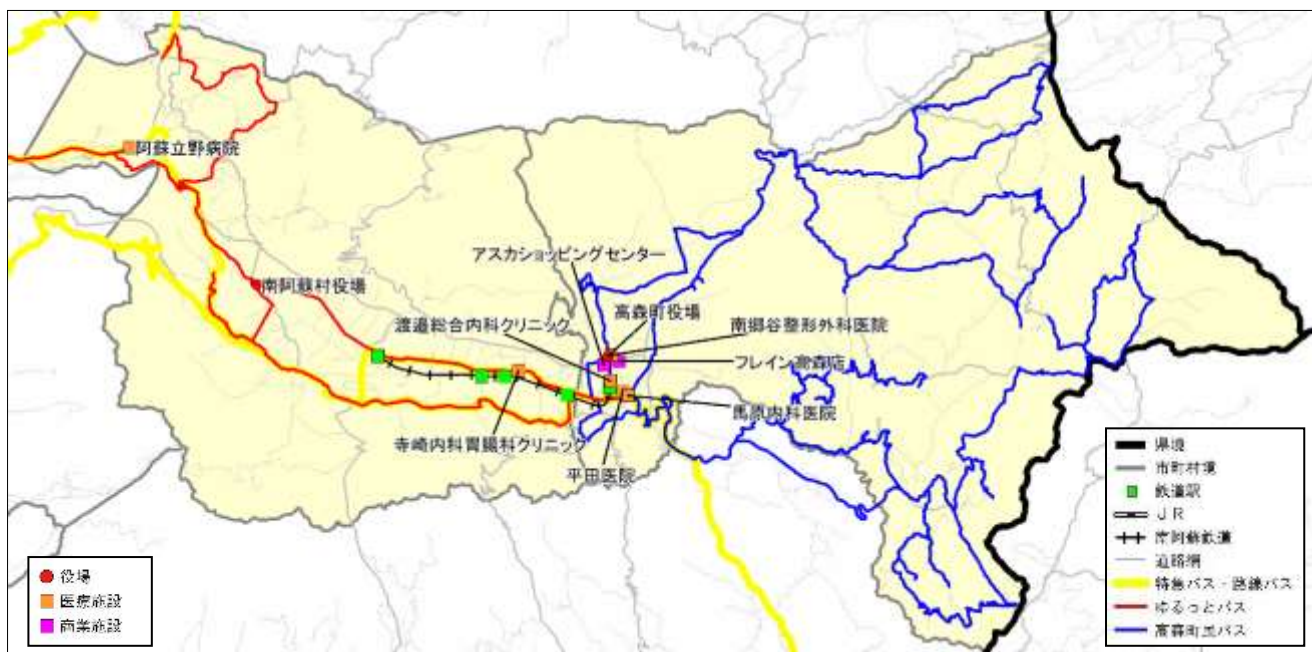 阿蘇立野病院
アスカショッピングセンター
南阿蘇村役場
高森町役場
渡邉総合内科クリニック
南郷谷整形外科医院
フレイン高森店
馬原内科医院
寺崎内科胃腸科クリニック
平田医院
県境
市町村境
鉄道駅
JR
南阿蘇鉄道
道路網
特急バス・路線バス
ゆるっとバス
高森町民バス
役場
医療施設
商業施設